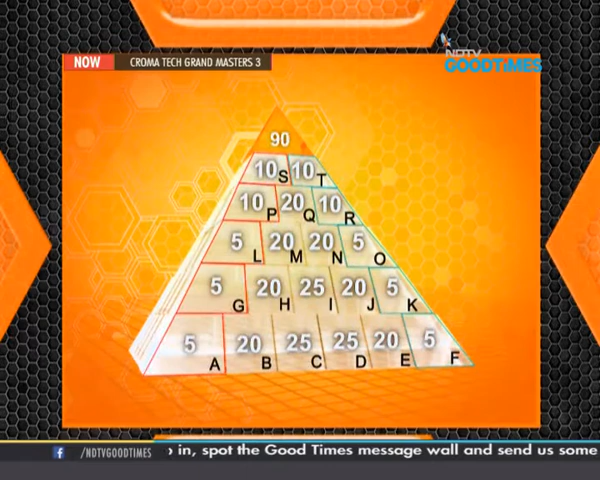 NDTV
GOODTiMES
NOW CROMA TECH GRAND MASTERS 3
90
10 S 10 T
10 P 20 Q 10 R
5 L 20 M 20 N 5 O
5 G 20 H 25 I 20 J 5 K
5 A 20 B 25 C 25 D 20 E 5 F
f /NDTVGOODTIMES in, spot the Good Times message wall and send us some